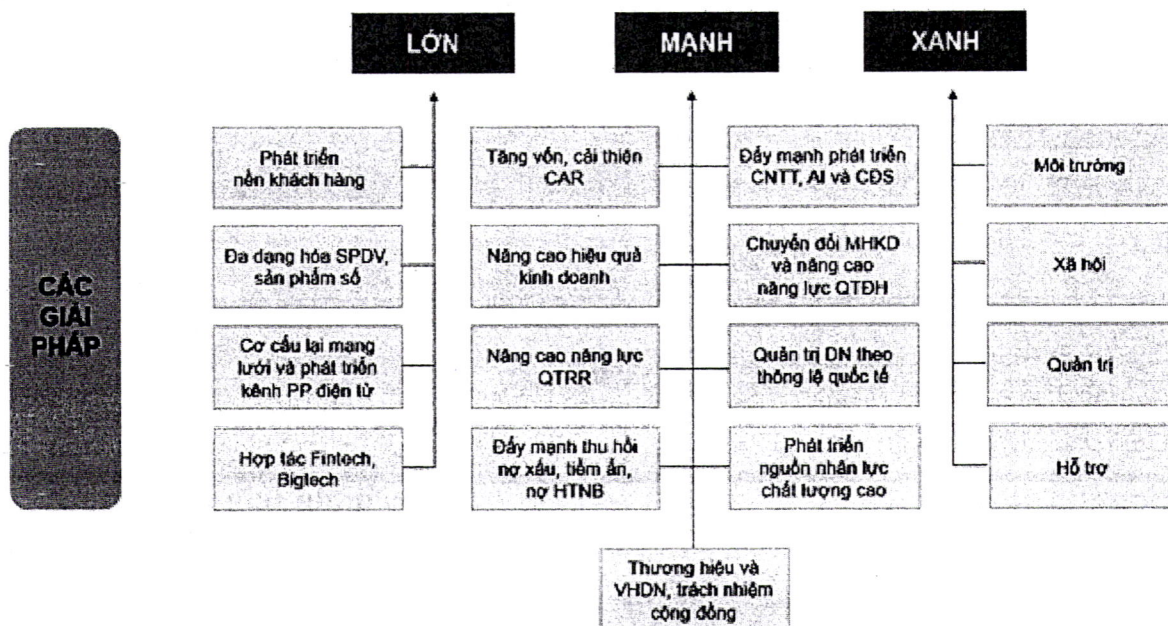 LỚN
MẠNH
XANH
CÁC
GIẢI
PHÁP
Phát triển
nền khách hàng
Đa dạng hóa SPDV,
sản phẩm số
Cơ cấu lại mạng
lưới và phát triển
kênh PP điện tử
Hợp tác Fintech,
Bigtech
Tăng vốn, cải thiện
CAR
Nâng cao hiệu quả
kinh doanh
Nâng cao năng lực
QTRR
Đẩy mạnh thu hồi
nợ xấu, tiềm ẩn,
nợ HTNB
Đẩy mạnh phát triển
CNTT, AI và CĐS
Chuyển đổi MHKD
và nâng cao
năng lực QTĐH
Quản trị DN theo
thông lệ quốc tế
Phát triển
nguồn nhân lực
chất lượng cao
Thương hiệu và
VHDN, trách nhiệm
cộng đồng
Môi trường
Xã hội
Quản trị
Hỗ trợ